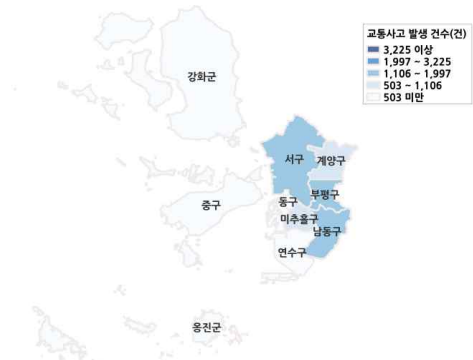 교통사고 발생 건수(건)
3,225 이상
1,997 ~ 3,225
1,106 ~ 1,997
503 ~ 1,106
503 미만
강화군
서구
계양구
동구
부평구
중구
미추홀구
남동구
연수구
옹진군